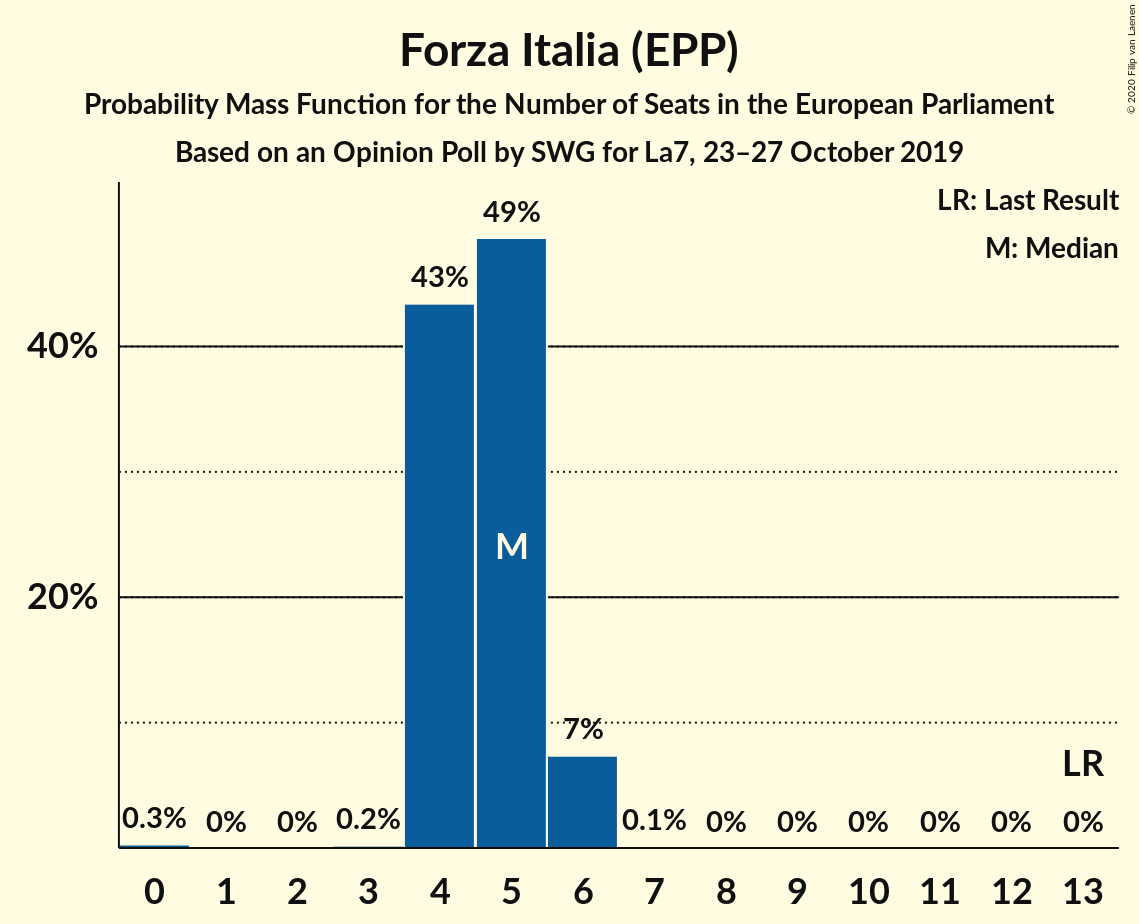 Forza Italia (EPP)
Probability Mass Function for the Number of Seats in the European Parliament
Based on an Opinion Poll by SWG for La7, 23–27 October 2019
© 2020 Filip van Laenen
LR: Last Result
M: Median
49%
43%
40%
M
20%
7%
LR
0.3% 0% 0% 0.2% 0.1% 0% 0% 0% 0% 0% 0%
0 1 2 3 4 5 6 7 8 9 10 11 12 13